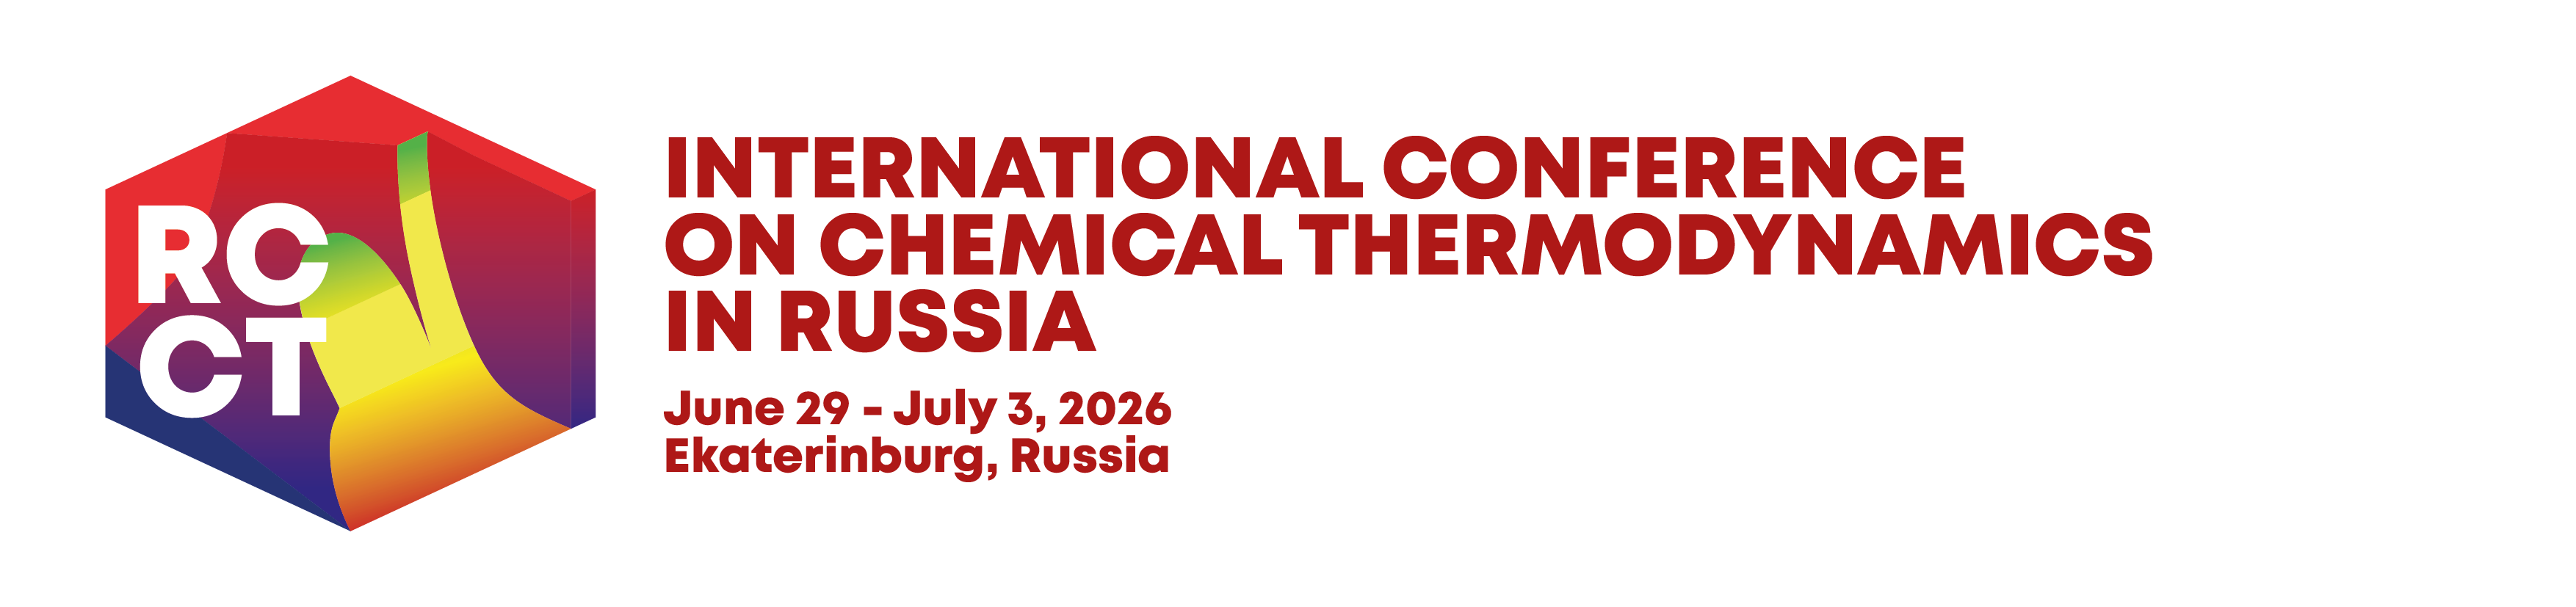 RC
CT
INTERNATIONAL CONFERENCE
ON CHEMICAL THERMODYNAMICS
IN RUSSIA
June 29 - July 3, 2026
Ekaterinburg, Russia